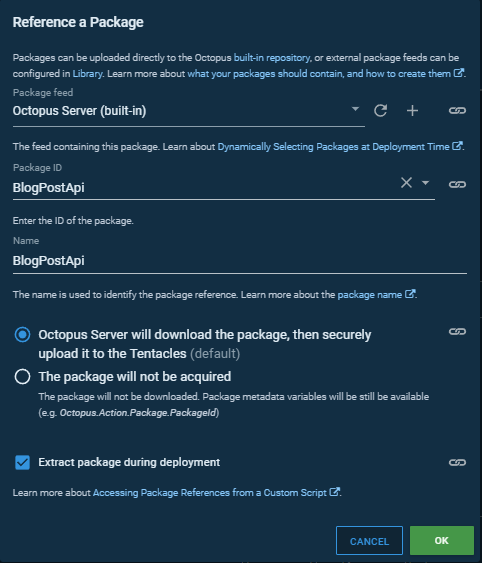 Reference a Package
Packages can be uploaded directly to the Octopus built-in repository, or external package feeds can be
configured in Library. Learn more about what your packages should contain, and how to create them.
Package feed
Octopus Server (built-in)
The feed containing this package. Learn about Dynamically Selecting Packages at Deployment Time.
Package ID
BlogPostApi
Enter the ID of the package.
Name
BlogPostApi
The name is used to identify the package reference. Learn more about the package name.
Octopus Server will download the package, then securely
upload it to the Tentacles (default)
The package will not be acquired
The package will not be downloaded. Package metadata variables will be still be available
(e.g. Octopus.Action.Package.PackageId)
Extract package during deployment
Learn more about Accessing Package References from a Custom Script.
CANCEL
OK